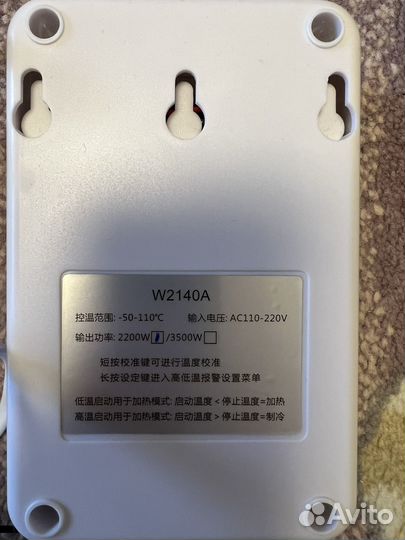 W2140A
控温范围: -50-110℃ 输入电压: AC110-220V
输出功率: 2200W /3500W
短按校准键可进行温度校准
长按设定键进入高低温报警设置菜单
低温启动用于加热模式: 启动温度 < 停止温度=加热
高温启动用于制冷模式: 启动温度 > 停止温度=制冷
Avito